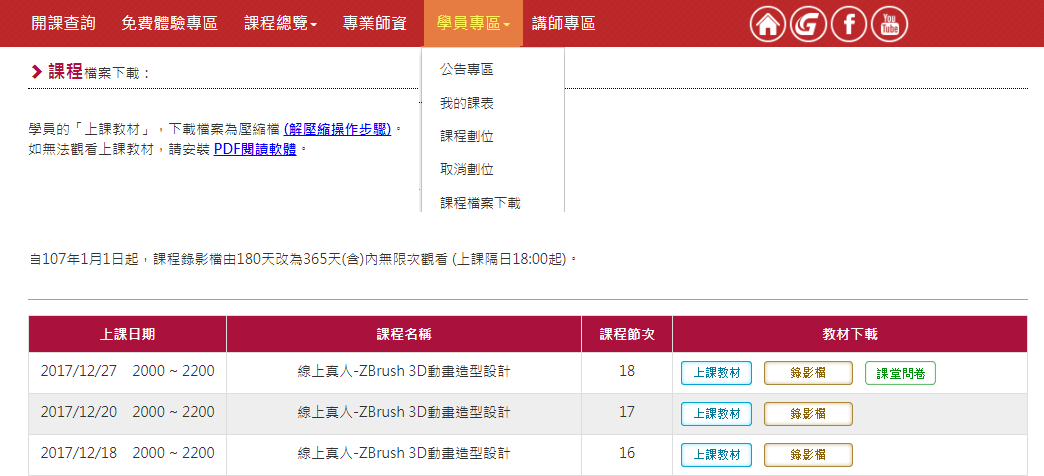 開課查詢 免費體驗專區 課程總覽 專業師資 學員專區 講師專區 You Tube
課程檔案下載：
公告專區
我的課表
課程劃位
取消劃位
課程檔案下載
學員的「上課教材」，下載檔案為壓縮檔 (解壓縮操作步驟)。
如無法觀看上課教材，請安裝 PDF閱讀軟體。
自107年1月1日起，課程錄影檔由180天改為365天(含)內無限次觀看 (上課隔日18:00起)。
上課日期 課程名稱 課程節次 教材下載
2017/12/27 2000 ~ 2200 線上真人-ZBrush 3D動畫造型設計 18 上課教材 錄影檔 課堂問卷
2017/12/20 2000 ~ 2200 線上真人-ZBrush 3D動畫造型設計 17 上課教材 錄影檔
2017/12/18 2000 ~ 2200 線上真人-ZBrush 3D動畫造型設計 16 上課教材 錄影檔